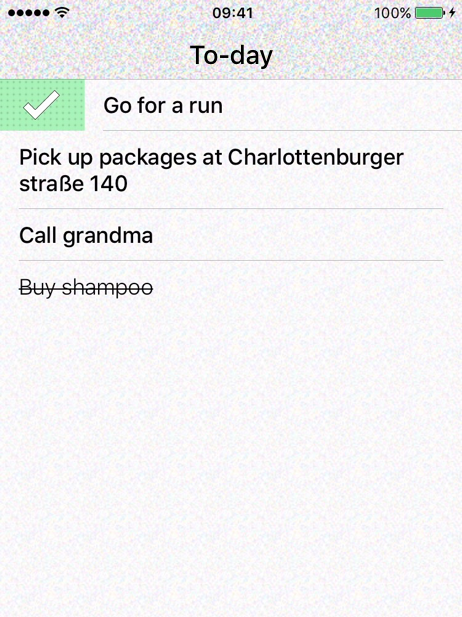 09:41 100%
To-day
Go for a run
Pick up packages at Charlottenburger
straße 140
Call grandma
Buy shampoo